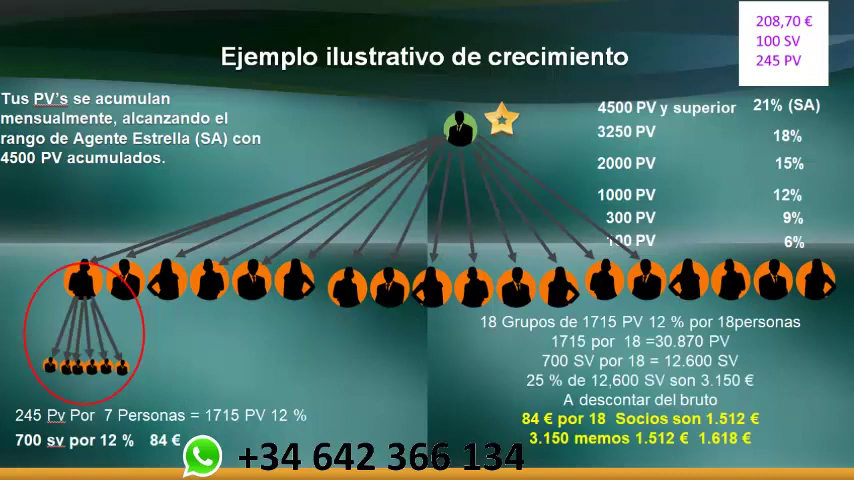 208,70 €
100 SV
245 PV
Ejemplo ilustrativo de crecimiento
Tus PV's se acumulan
mensualmente, alcanzando el
rango de Agente Estrella (SA) con
4500 PV acumulados.
4500 PV y superior 21% (SA)
3250 PV 18%
2000 PV 15%
1000 PV 12%
300 PV 9%
100 PV 6%
18 Grupos de 1715 PV 12 % por 18personas
1715 por 18 =30.870 PV
700 SV por 18 = 12.600 SV
25 % de 12,600 SV son 3.150 €
A descontar del bruto
84 € por 18 Socios son 1.512 €
3.150 memos 1.512 € 1.618 €
245 Pv Por 7 Personas = 1715 PV 12 %
700 sv por 12 % 84 €
+34 642 366 134